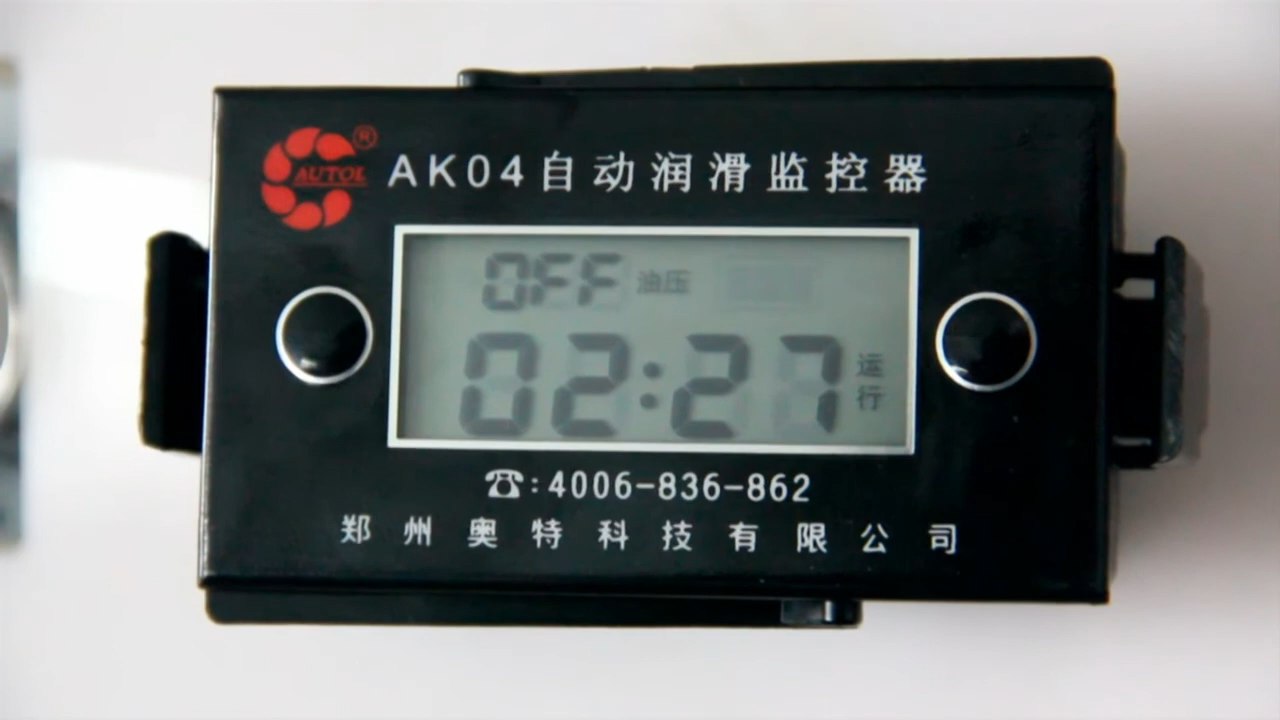 AUTOL ®
AK04自动润滑监控器
OFF 油压
02:27 运行
☎:4006-836-862
郑州奥特科技有限公司